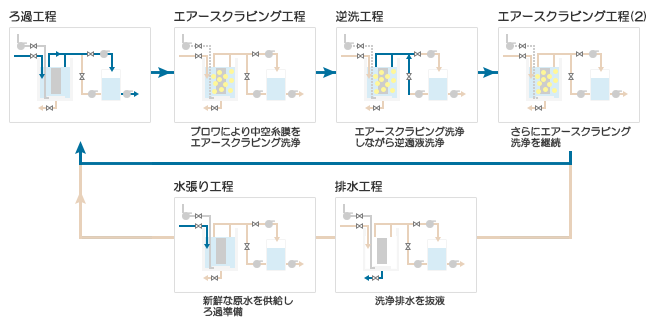 ろ過工程
エアースクラビング工程
逆洗工程
エアースクラビング工程(2)
ブロワにより中空糸膜を
エアースクラビング洗浄
エアースクラビング洗浄
しながら逆適液洗浄
さらにエアースクラビング
洗浄を継続
水張り工程
排水工程
新鮮な原水を供給し
ろ過準備
洗浄排水を抜液